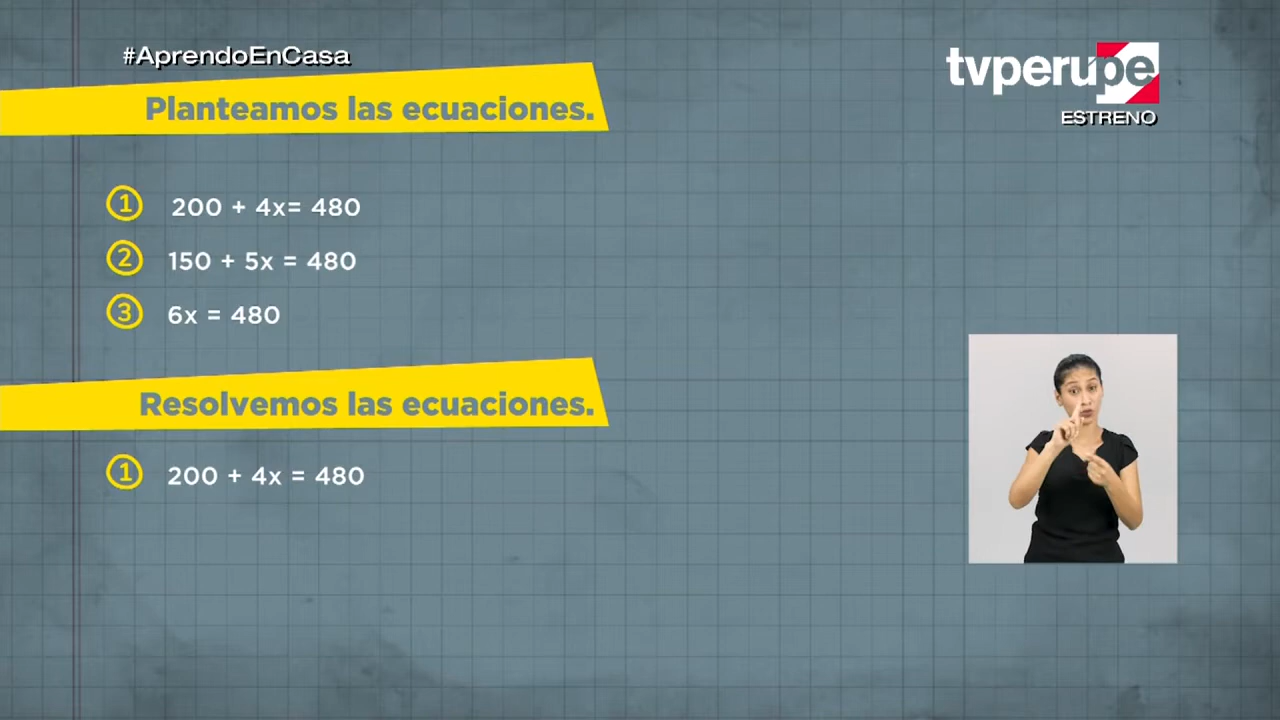 #AprendoEnCasa
tvperupe
ESTRENO
Planteamos las ecuaciones.
1 200 + 4x= 480
2 150 + 5x = 480
3 6x = 480
Resolvemos las ecuaciones.
1 200 + 4x = 480